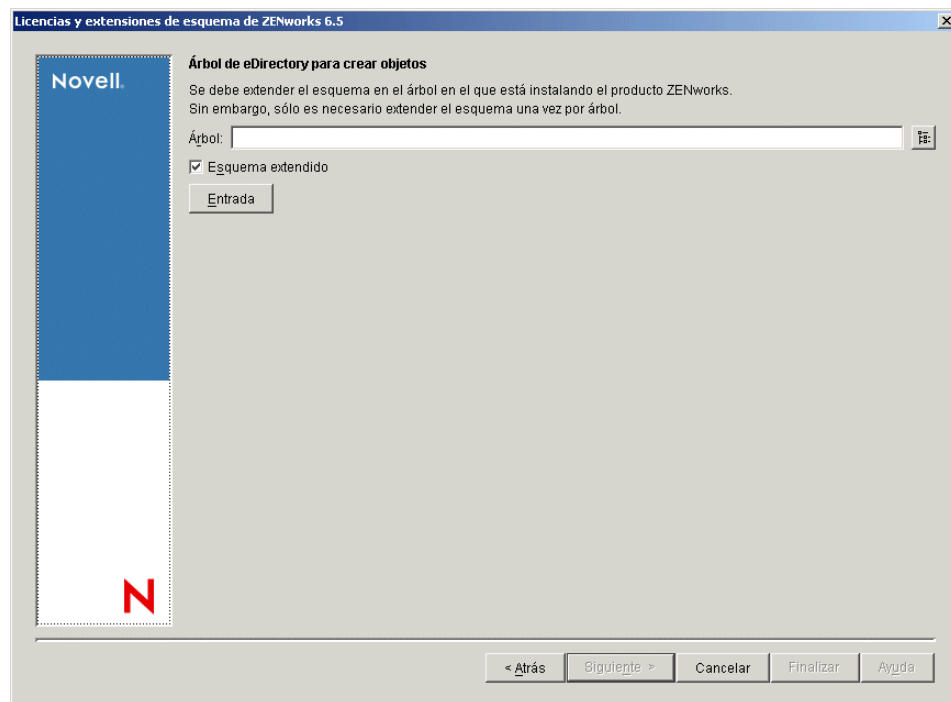 Licencias y extensiones de esquema de ZENworks 6.5
Novell.
Árbol de eDirectory para crear objetos
Se debe extender el esquema en el árbol en el que está instalando el producto ZENworks.
Sin embargo, sólo es necesario extender el esquema una vez por árbol.
Árbol:
Esquema extendido
Entrada
N
< Atrás
Siguiente >
Cancelar
Finalizar
Ayuda